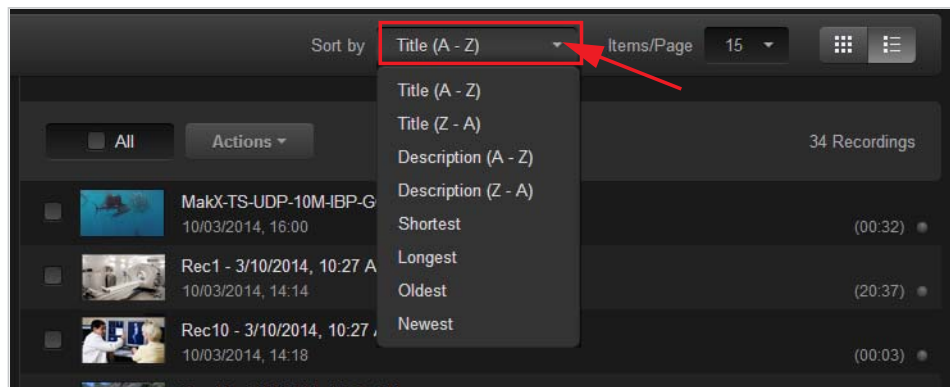 Sort by Title (A - Z) Items/Page 15
Title (A - Z)
Title (Z - A)
Description (A - Z)
Description (Z - A)
Shortest
Longest
Oldest
Newest
All Actions 34 Recordings
MakX-TS-UDP-10M-IBP-G
10/03/2014, 16:00 (00:32)
Rec1 - 3/10/2014, 10:27 A
10/03/2014, 14:14 (20:37)
Rec10 - 3/10/2014, 10:27
10/03/2014, 14:18 (00:03)